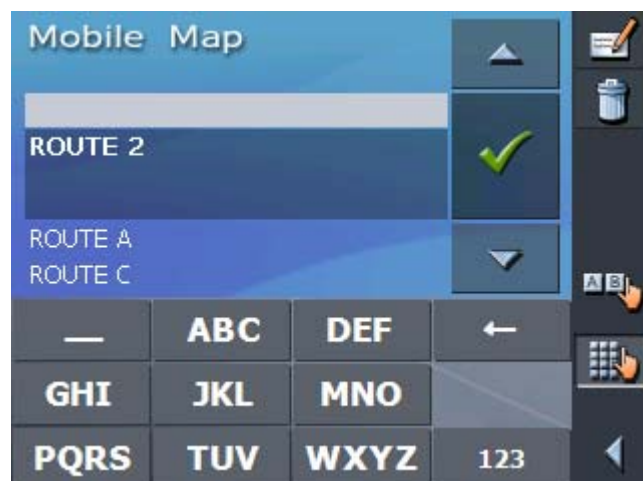 Mobile Map
ROUTE 2
ROUTE A
ROUTE C
A B
_ ABC DEF ←
GHI JKL MNO
PQRS TUV WXYZ 123